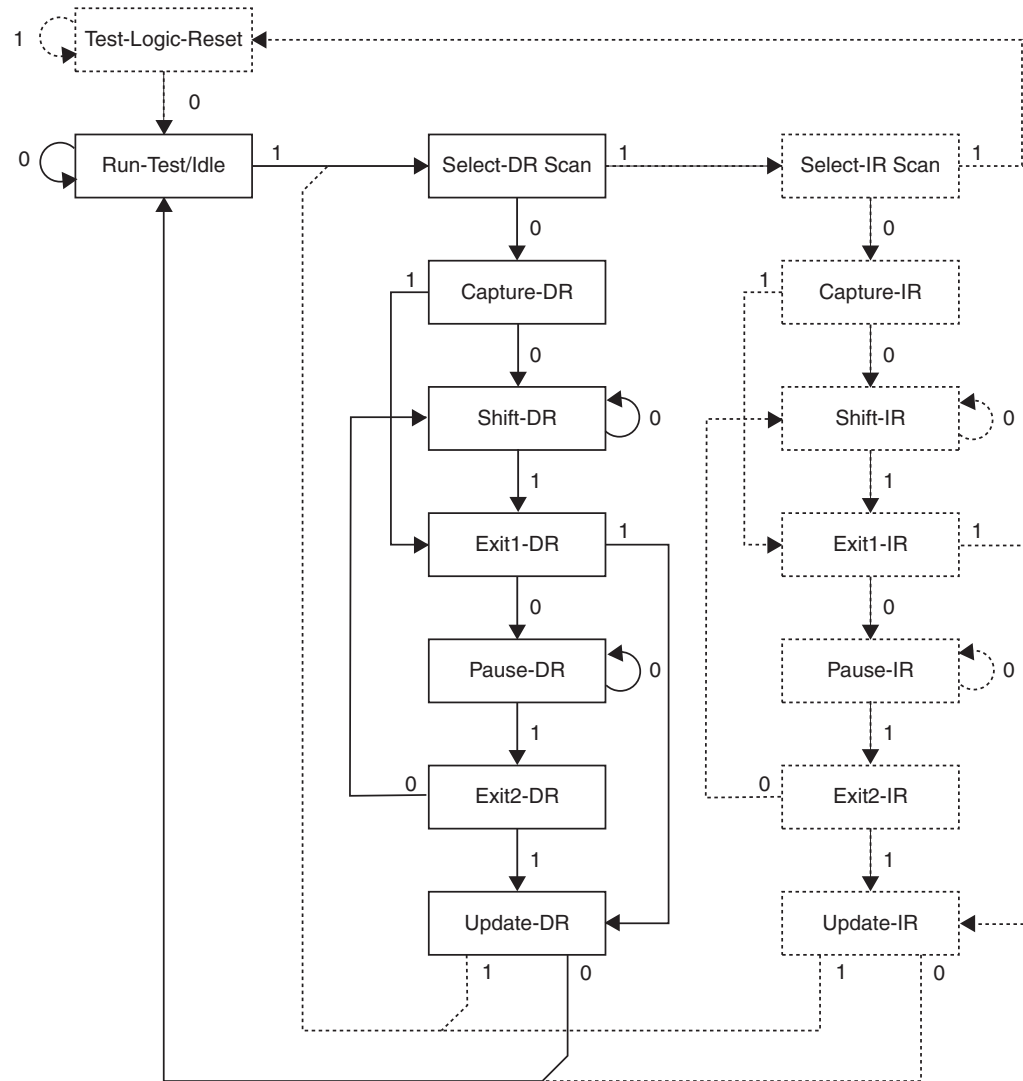 Test-Logic-Reset
1
0
Run-Test/Idle
0
1
Select-DR Scan
1
Select-IR Scan
1
0
0
1
Capture-DR
1
Capture-IR
0
0
Shift-DR
0
Shift-IR
0
1
1
Exit1-DR
1
Exit1-IR
1
0
0
Pause-DR
0
Pause-IR
0
1
1
0
Exit2-DR
0
Exit2-IR
1
1
Update-DR
Update-IR
1
0
1
0